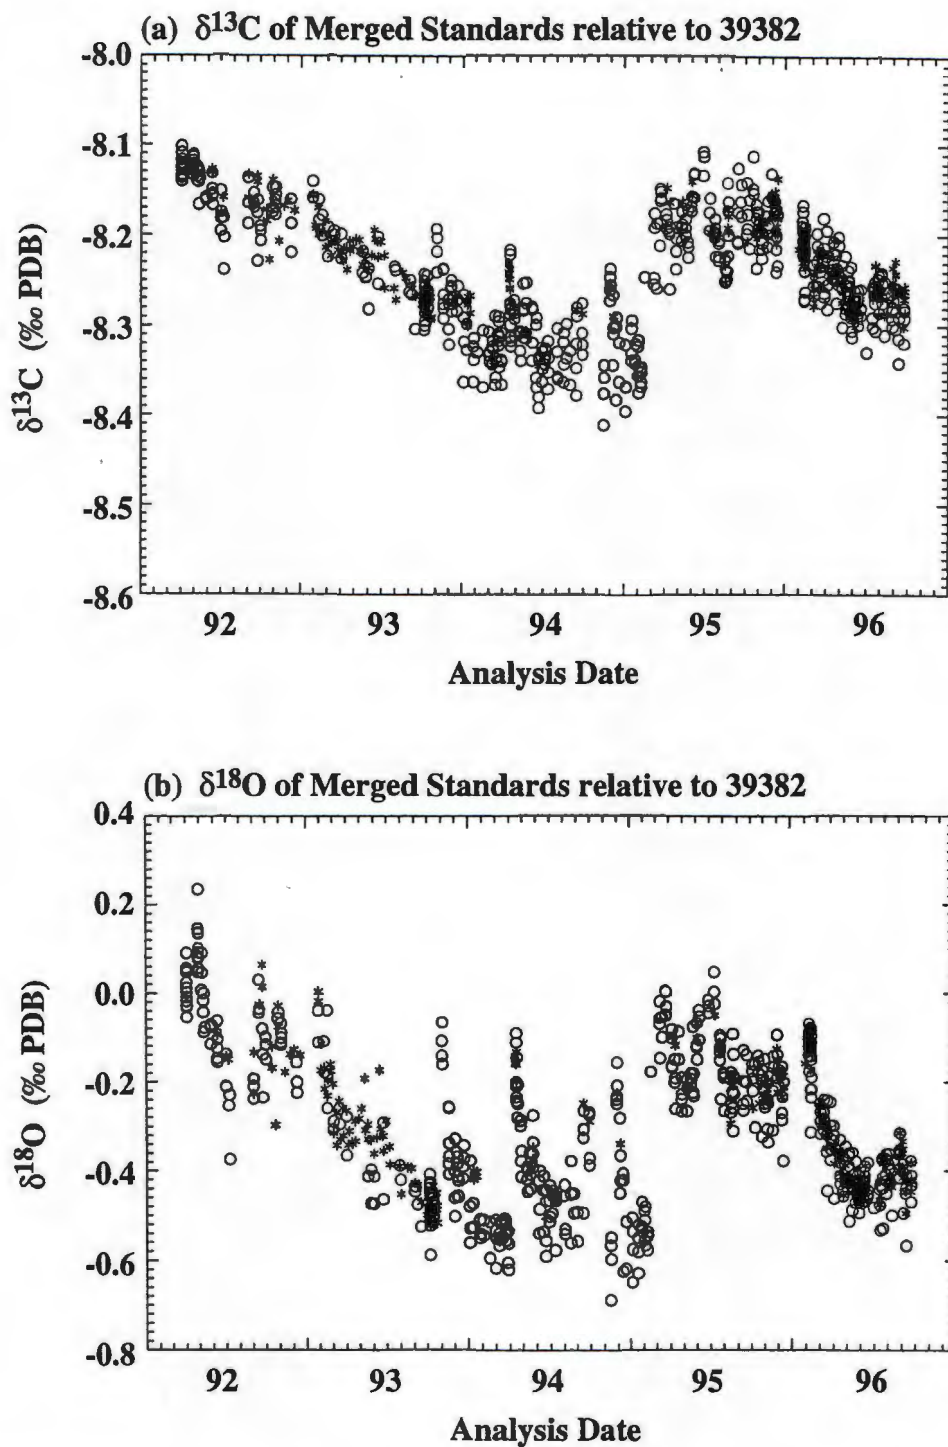 (a) δ¹³C of Merged Standards relative to 39382
-8.0
-8.1
-8.2
-8.3
-8.4
-8.5
-8.6
δ¹³C (‰ PDB)
92 93 94 95 96
Analysis Date
(b) δ¹⁸O of Merged Standards relative to 39382
0.4
0.2
0.0
-0.2
-0.4
-0.6
-0.8
δ¹⁸O (‰ PDB)
92 93 94 95 96
Analysis Date